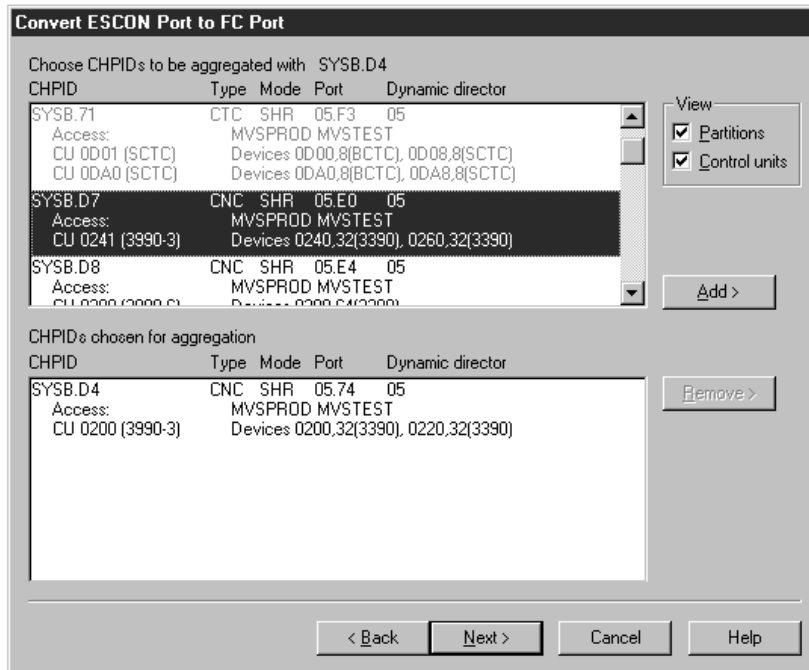 Convert ESCON Port to FC Port
Choose CHPIDs to be aggregated with SYSB.D4
CHPID Type Mode Port Dynamic director
SYSB.71 CTC SHR 05.F3 05
Access: MVSPROD MVSTEST
CU 0D01 (SCTC) Devices 0D00,8(BCTC), 0D08,8(SCTC)
CU 0DA0 (SCTC) Devices 0DA0,8(BCTC), 0DA8,8(SCTC)
SYSB.D7 CNC SHR 05.E0 05
Access: MVSPROD MVSTEST
CU 0241 (3990-3) Devices 0240,32(3390), 0260,32(3390)
SYSB.D8 CNC SHR 05.E4 05
Access: MVSPROD MVSTEST
View
Partitions
Control units
Add >
CHPIDs chosen for aggregation
CHPID Type Mode Port Dynamic director
SYSB.D4 CNC SHR 05.74 05
Access: MVSPROD MVSTEST
CU 0200 (3990-3) Devices 0200,32(3390), 0220,32(3390)
Remove >
< Back Next > Cancel Help